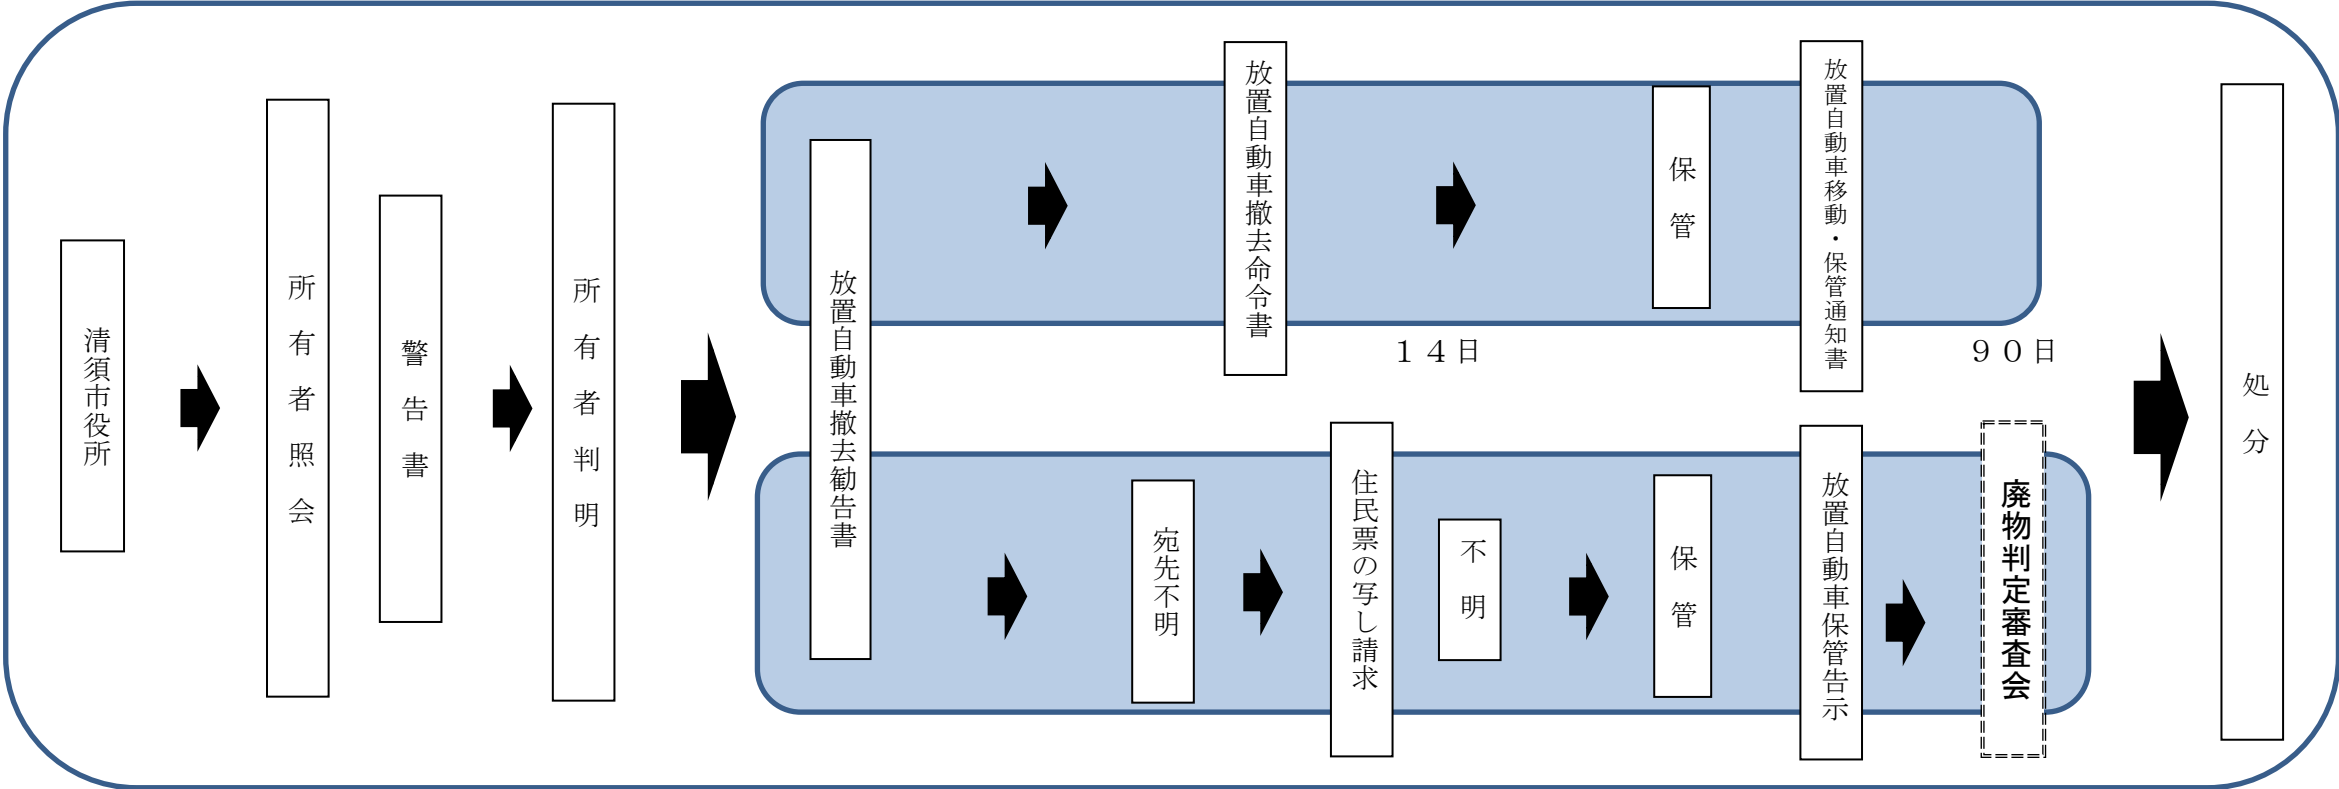 清須市役所
所有者照会
警告書
所有者判明
放置自動車撤去勧告書
放置自動車撤去命令書
１４日
保管
放置自動車移動・保管通知書
９０日
宛先不明
住民票の写し請求
不明
保管
放置自動車保管告示
廃物判定審査会
処分